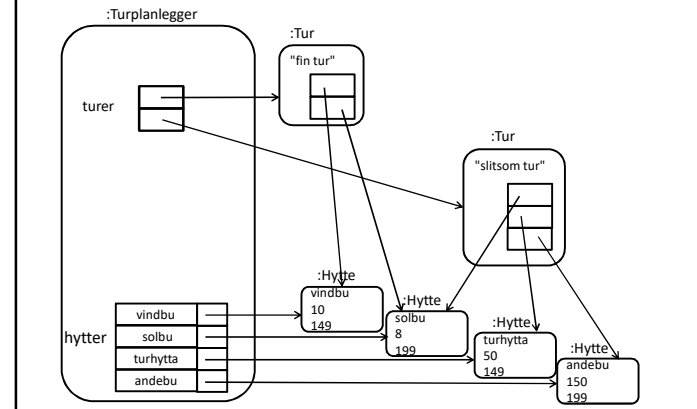 :Turplanlegger
:Tur
"fin tur"
turer
:Tur
"slitsom tur"
:Hytte
vindbu
10
149
:Hytte
solbu
8
199
:Hytte
turhytta
50
149
:Hytte
andebu
150
199
hytter
vindbu
solbu
turhytta
andebu